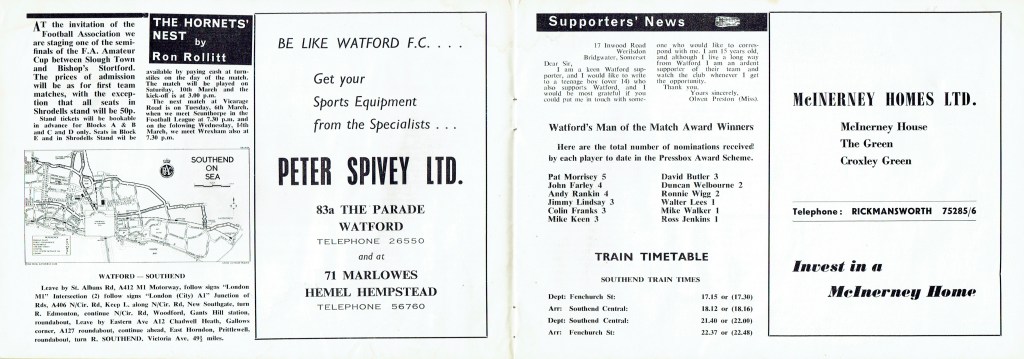 AT the invitation of the
Football Association we
are staging one of the semi-
finals of the F.A. Amateur
Cup between Slough Town
and Bishop's Stortford.
The prices of admission
will be as for first team
matches, with the excep-
tion that all seats in
Shrodells stand will be 50p.
Stand tickets will be bookable
in advance for Blocks A & B
and C and D only. Seats in Block
E and in Shrodells Stand will be
THE HORNETS'
NEST
by
Ron Rollitt
available by paying cash at turn-
stiles on the day of the match.
The match will be played on
Saturday, 10th March and the
kick-off is at 3.00 p.m.
The next match at Vicarage
Road is on Tuesday, 6th March,
when we meet Scunthorpe in the
Football League at 7.30 p.m. and
on the following Wednesday, 14th
March, we meet Wrexham also at
7.30 p.m.
SOUTHEND
ON
SEA
WATFORD — SOUTHEND
Leave by St. Albans Rd, A412 M1 Motorway, follow signs "London
M1" Intersection (2) follow signs "London (City) A1" Junction of
Rds, A406 N/Cir. Rd, Keep L. along N/Cir. Rd, New Southgate, turn
R. Edmonton, continue N/Cir. Rd, Woodford, Gants Hill station,
roundabout, Leave by Eastern Ave A12 Chadwell Heath, Gallows
corner, A127 roundabout, continue ahead, East Horndon, Prittlewell,
roundabout, turn R. SOUTHEND. Victoria Ave, 49¾ miles.
BE LIKE WATFORD F.C. . . . .
Get your
Sports Equipment
from the Specialists . . .
PETER SPIVEY LTD.
83a THE PARADE
WATFORD
TELEPHONE 26550
and at
71 MARLOWES
HEMEL HEMPSTEAD
TELEPHONE 56760
Supporters' News
17 Inwood Road
Werilsdon
Bridgwater, Somerset
Dear Sir,
I am a keen Watford sup-
porter, and I would like to write
to a teenage boy (over 14) who
also supports Watford, and I
would be most grateful if you
could put me in touch with some-
one who would like to corres-
pond with me. I am 15 years old,
and although I live a long way
from Watford I am an ardent
supporter of their team and
watch the club whenever I get
the opportunity.
Thank you.
Yours sincerely,
Olwen Preston (Miss).
Watford's Man of the Match Award Winners
Here are the total number of nominations received
by each player to date in the Pressbox Award Scheme.
Pat Morrisey 5
John Farley 4
Andy Rankin 4
Jimmy Lindsay 3
Colin Franks 3
Mike Keen 3
David Butler 3
Duncan Welbourne 2
Ronnie Wigg 2
Walter Lees 1
Mike Walker 1
Ross Jenkins 1
TRAIN TIMETABLE
SOUTHEND TRAIN TIMES
Dept: Fenchurch St: 17.15 or (17.30)
Arr: Southend Central: 18.12 or (18.16)
Dept: Southend Central: 21.40 or (22.00)
Arr: Fenchurch St: 22.37 or (22.48)
McINERNEY HOMES LTD.
McInerney House
The Green
Croxley Green
Telephone: RICKMANSWORTH 75285/6
Invest in a
McInerney Home